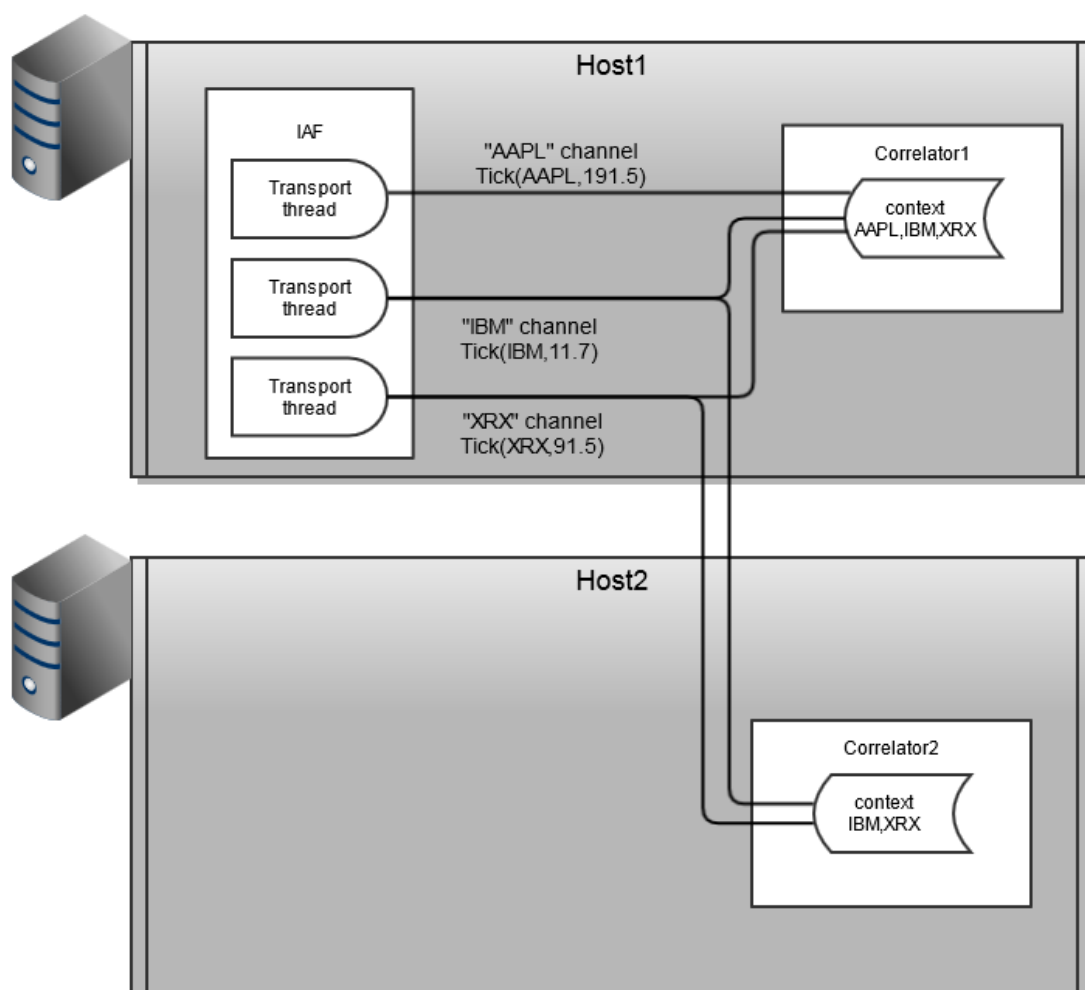 Host1
IAF
Transport
thread
"AAPL" channel
Tick(AAPL,191.5)
Correlator1
context
AAPL,IBM,XRX
Transport
thread
"IBM" channel
Tick(IBM,11.7)
Transport
thread
"XRX" channel
Tick(XRX,91.5)
Host2
Correlator2
context
IBM,XRX